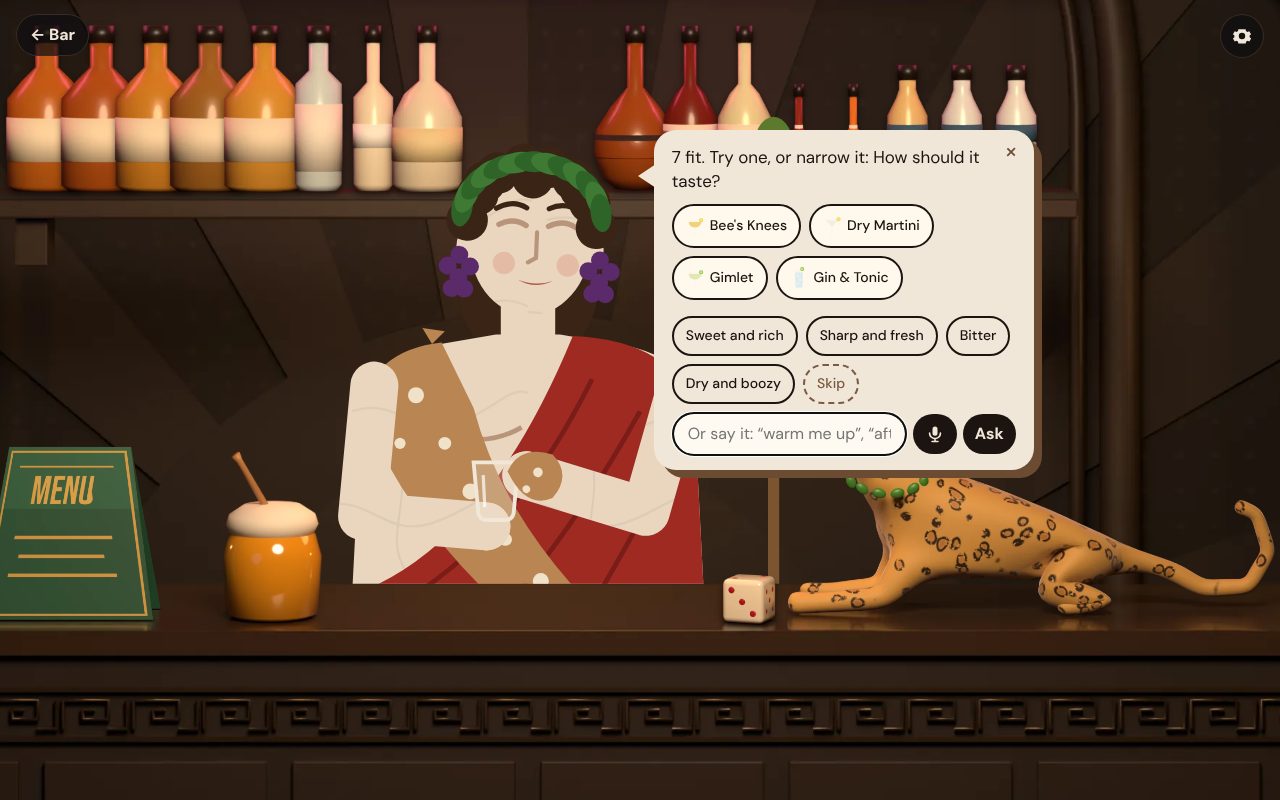 ← Bar
7 fit. Try one, or narrow it: How should it
taste?
×
Bee's Knees
Dry Martini
Gimlet
Gin & Tonic
Sweet and rich
Sharp and fresh
Bitter
Dry and boozy
Skip
Or say it: “warm me up”, “aft
Ask
MENU